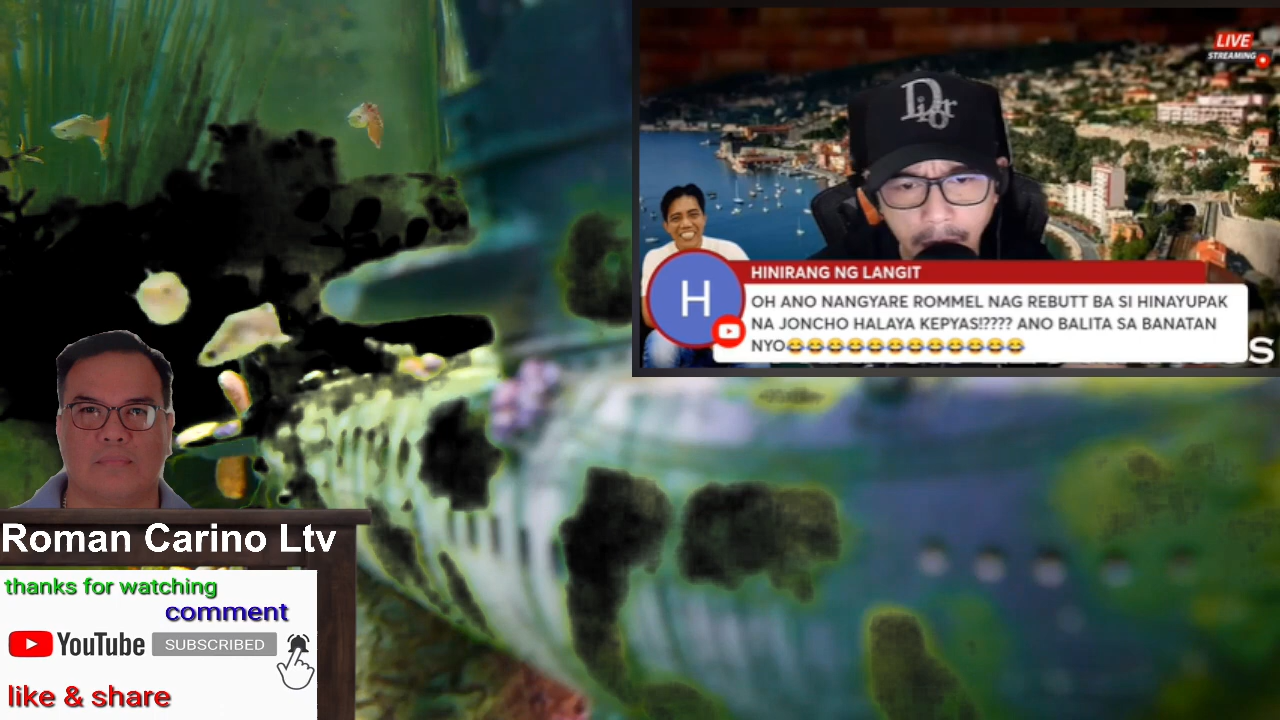 LIVE
STREAMING
Dior
HINIRANG NG LANGIT
H
OH ANO NANGYARE ROMMEL NAG REBUTT BA SI HINAYUPAK
NA JONCHO HALAYA KEPYAS!???? ANO BALITA SA BANATAN
NYO😂😂😂😂😂😂😂😂😂😂😂😂
S
Roman Carino Ltv
thanks for watching
comment
YouTube SUBSCRIBED
like & share